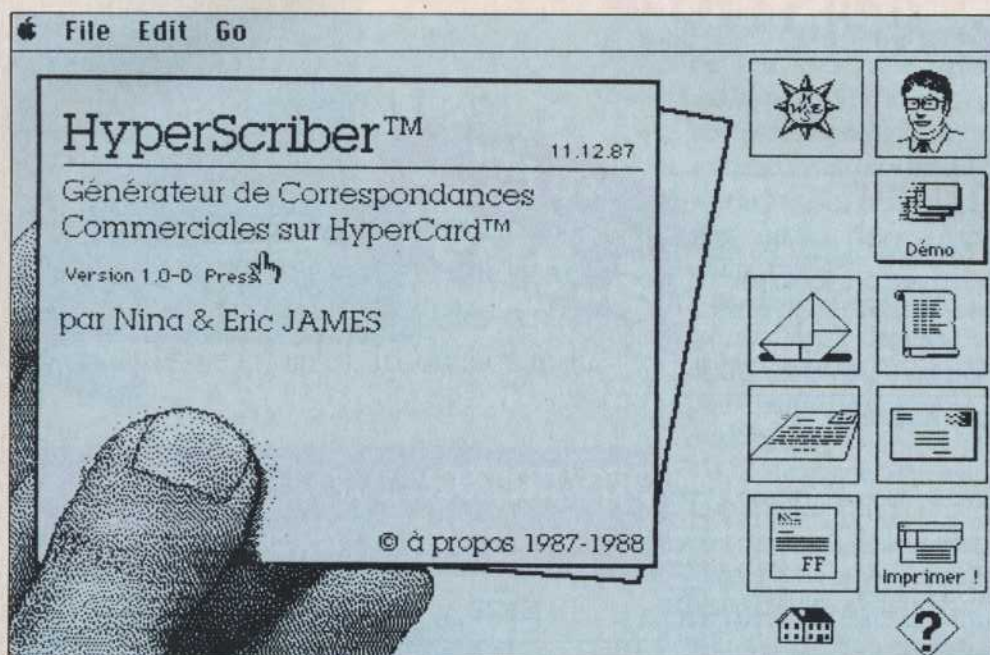 File Edit Go
HyperScriber™
11.12.87
Générateur de Correspondances
Commerciales sur HyperCard™
Version 1.0-D Press
par Nina & Eric JAMES
© à propos 1987-1988
N
W E
S
Démo
FF
Imprimer !
?